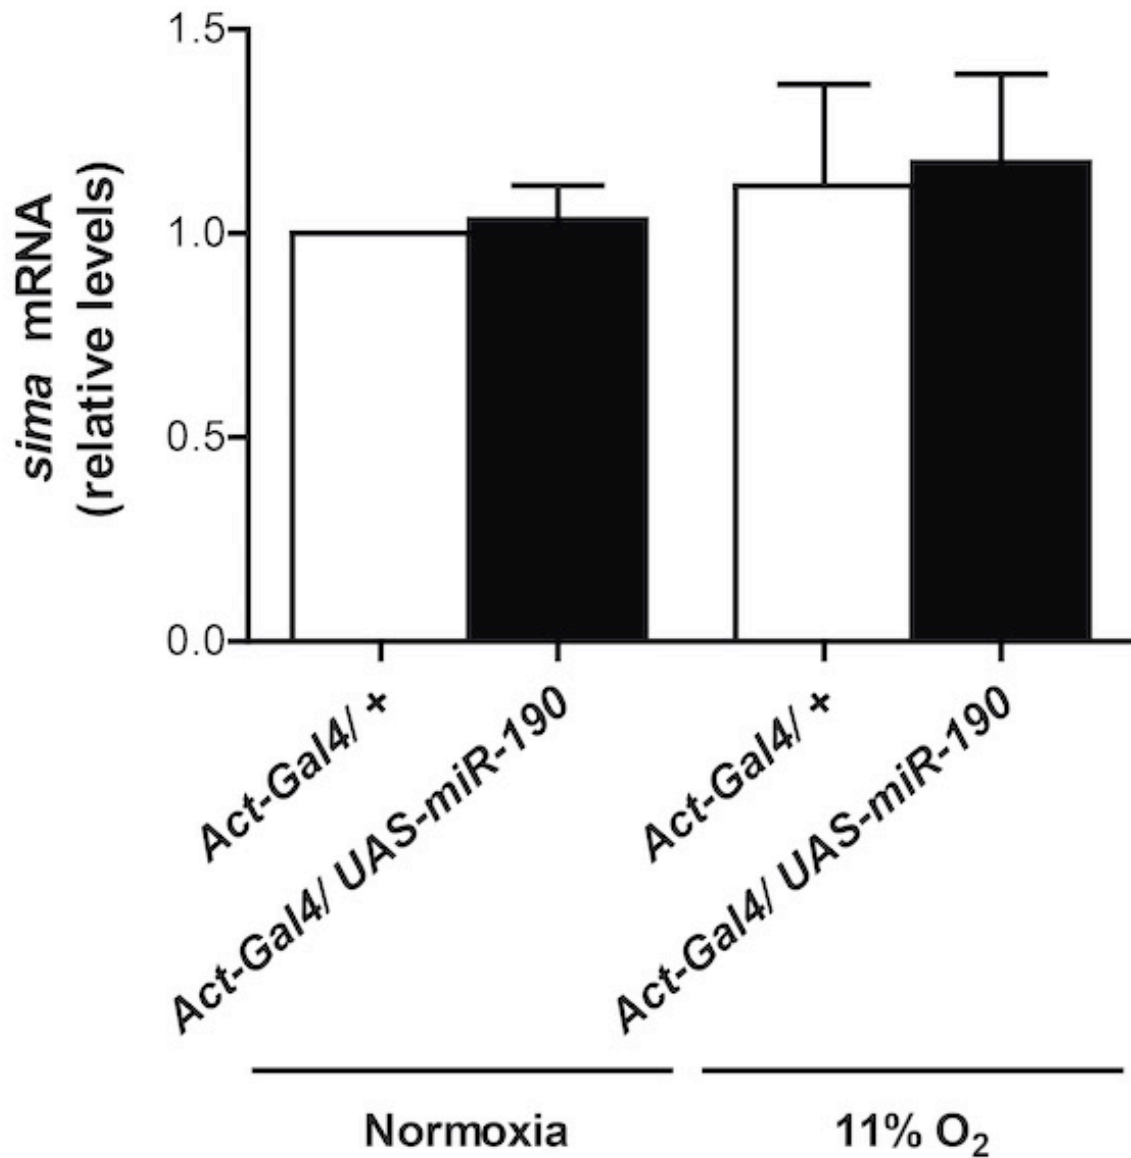 sima mRNA
(relative levels)
1.5
1.0
0.5
0.0
Act-Gal4/ +
Act-Gal4/ UAS-miR-190
Act-Gal4/ +
Act-Gal4/ UAS-miR-190
Normoxia
11% O₂